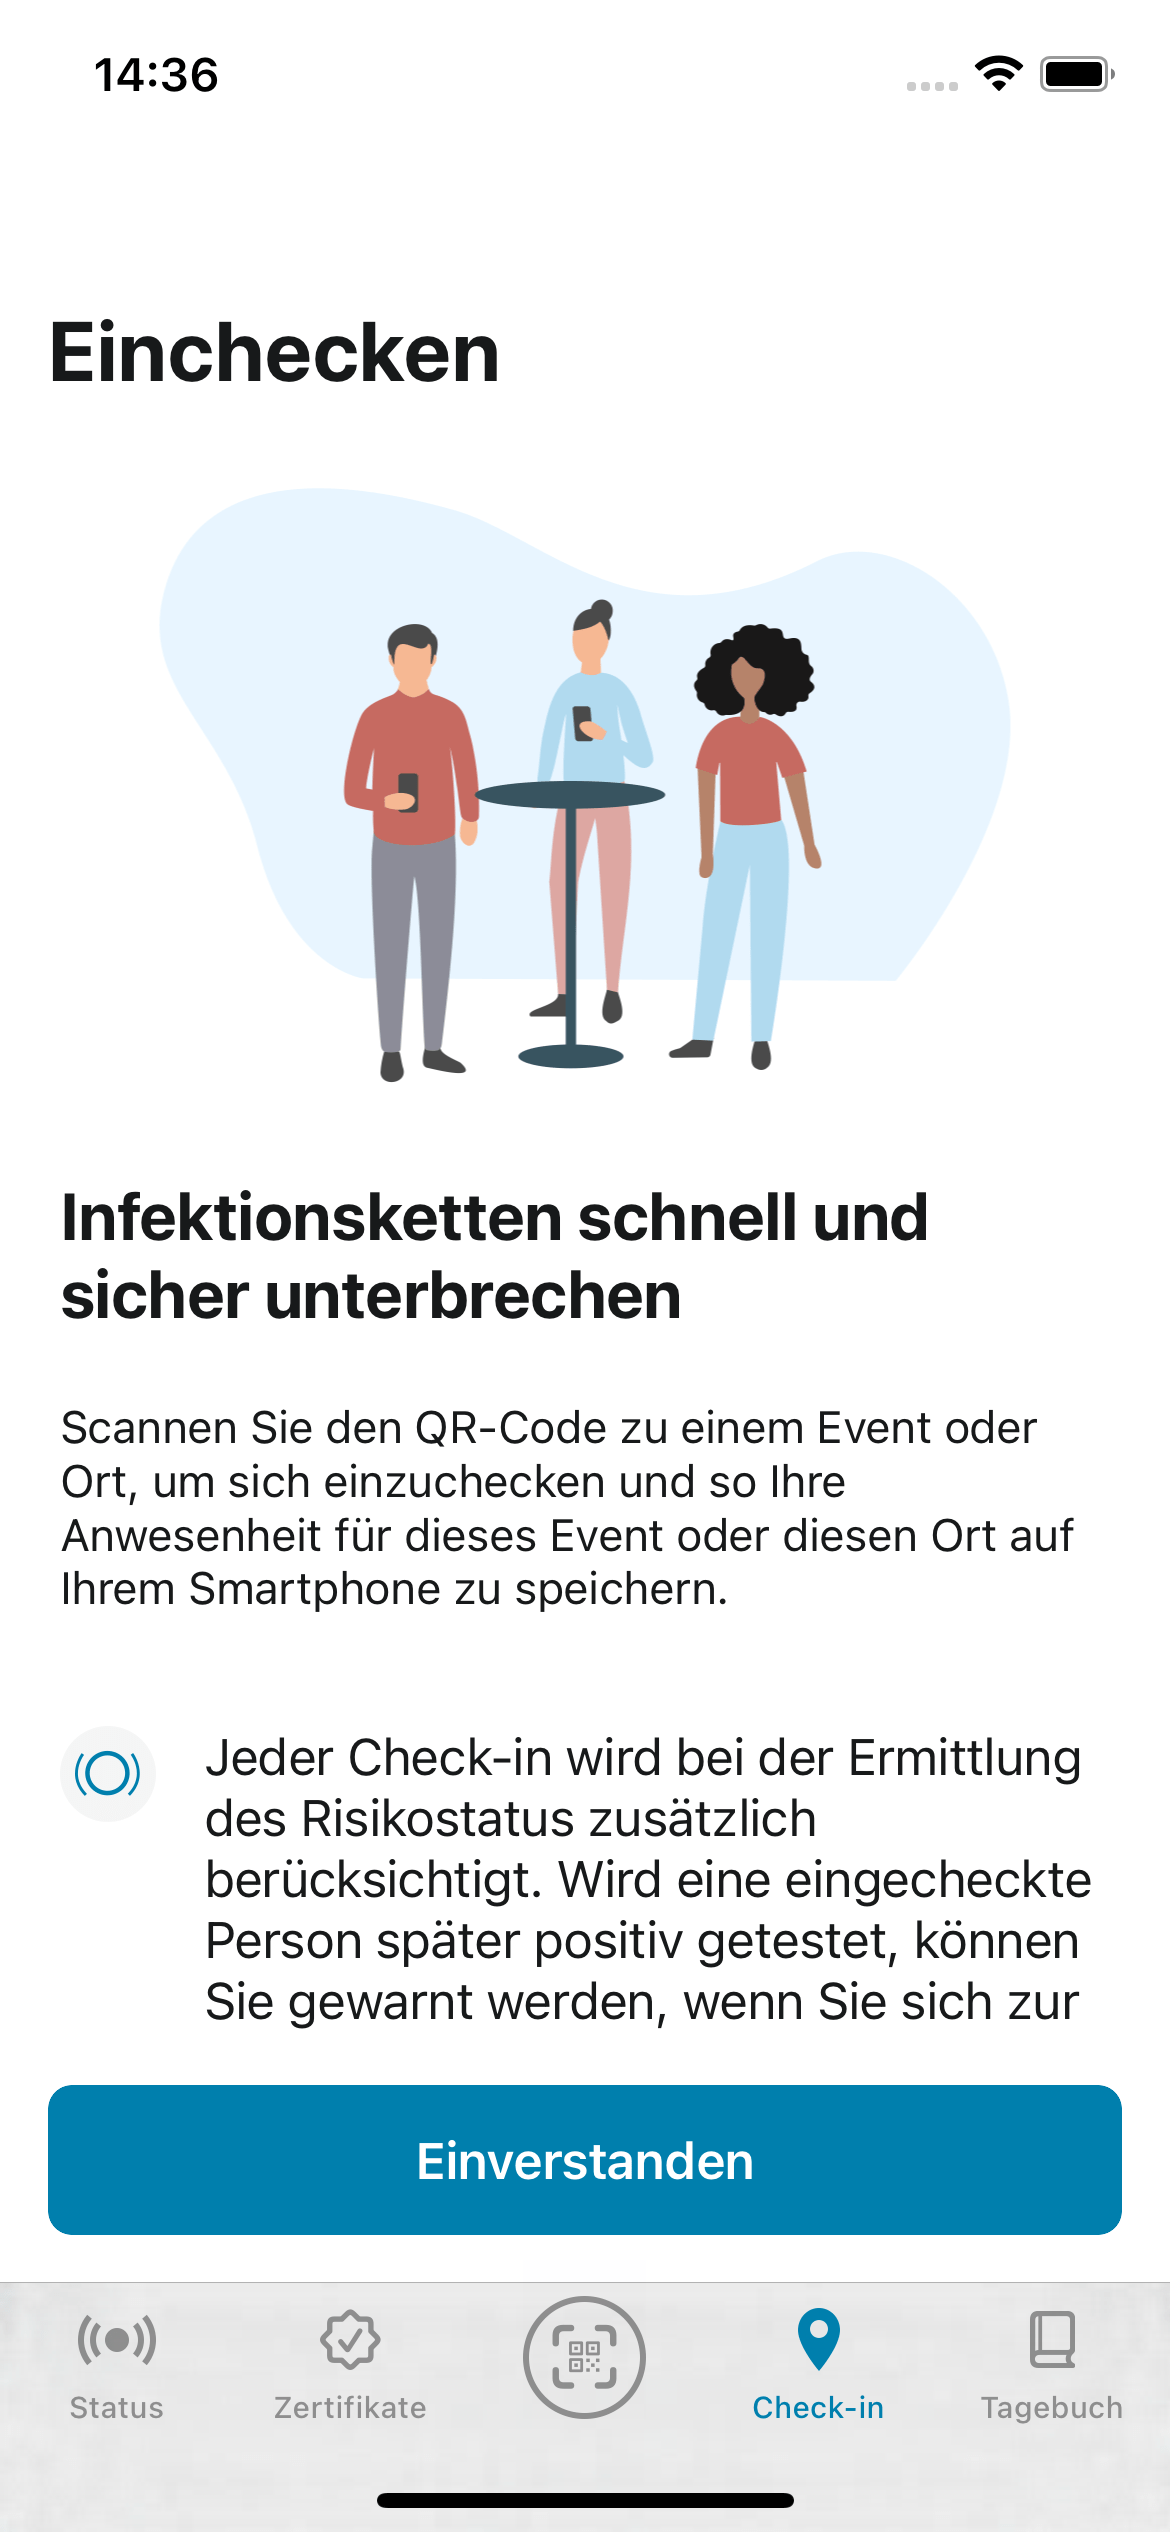 14:36
Einchecken
Infektionsketten schnell und
sicher unterbrechen
Scannen Sie den QR-Code zu einem Event oder
Ort, um sich einzuchecken und so Ihre
Anwesenheit für dieses Event oder diesen Ort auf
Ihrem Smartphone zu speichern.
Jeder Check-in wird bei der Ermittlung
des Risikostatus zusätzlich
berücksichtigt. Wird eine eingecheckte
Person später positiv getestet, können
Sie gewarnt werden, wenn Sie sich zur
Einverstanden
Status
Zertifikate
Check-in
Tagebuch